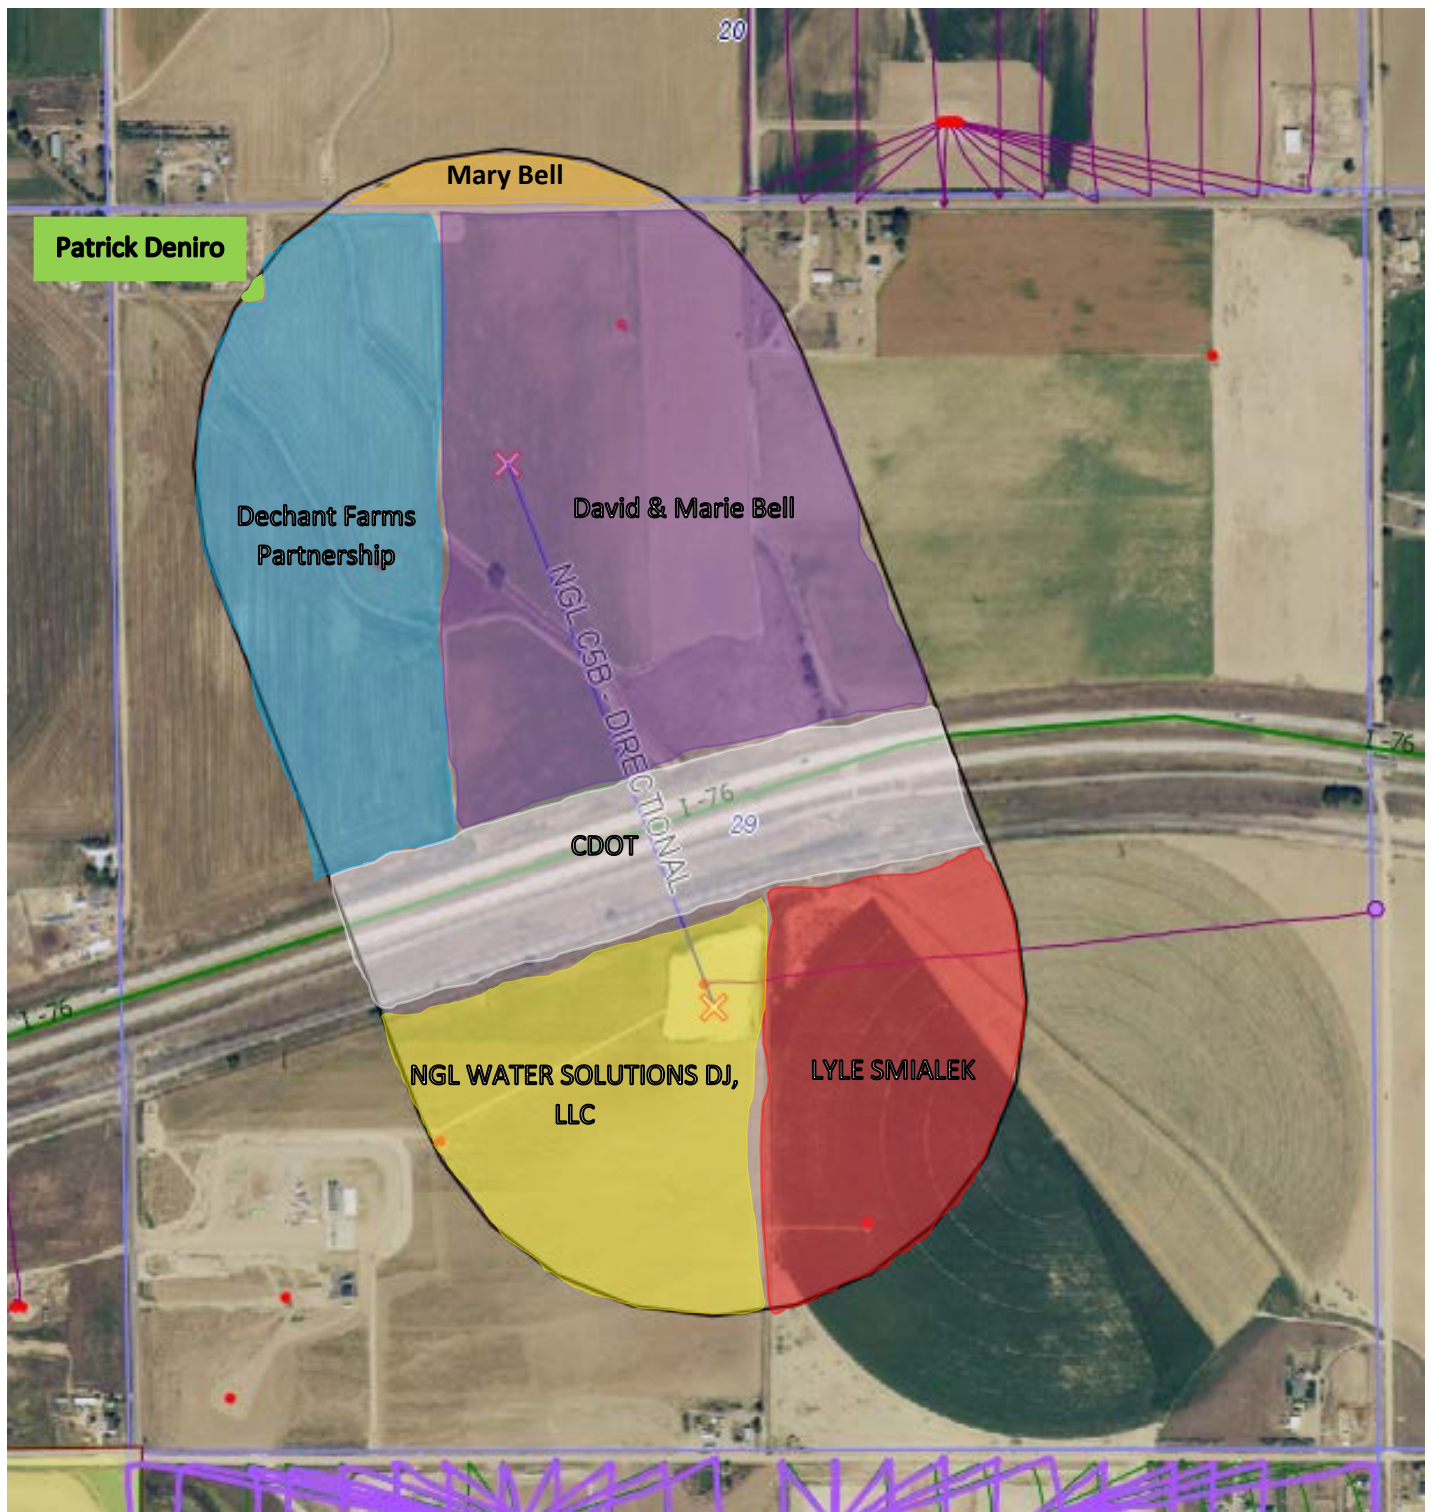 20
Mary Bell
Patrick Deniro
David & Marie Bell
Dechant Farms
Partnership
NGL C5B - DIRECTIONAL
I-76
I-76
29
CDOT
I-76
NGL WATER SOLUTIONS DJ,
LLC
LYLE SMIALEK